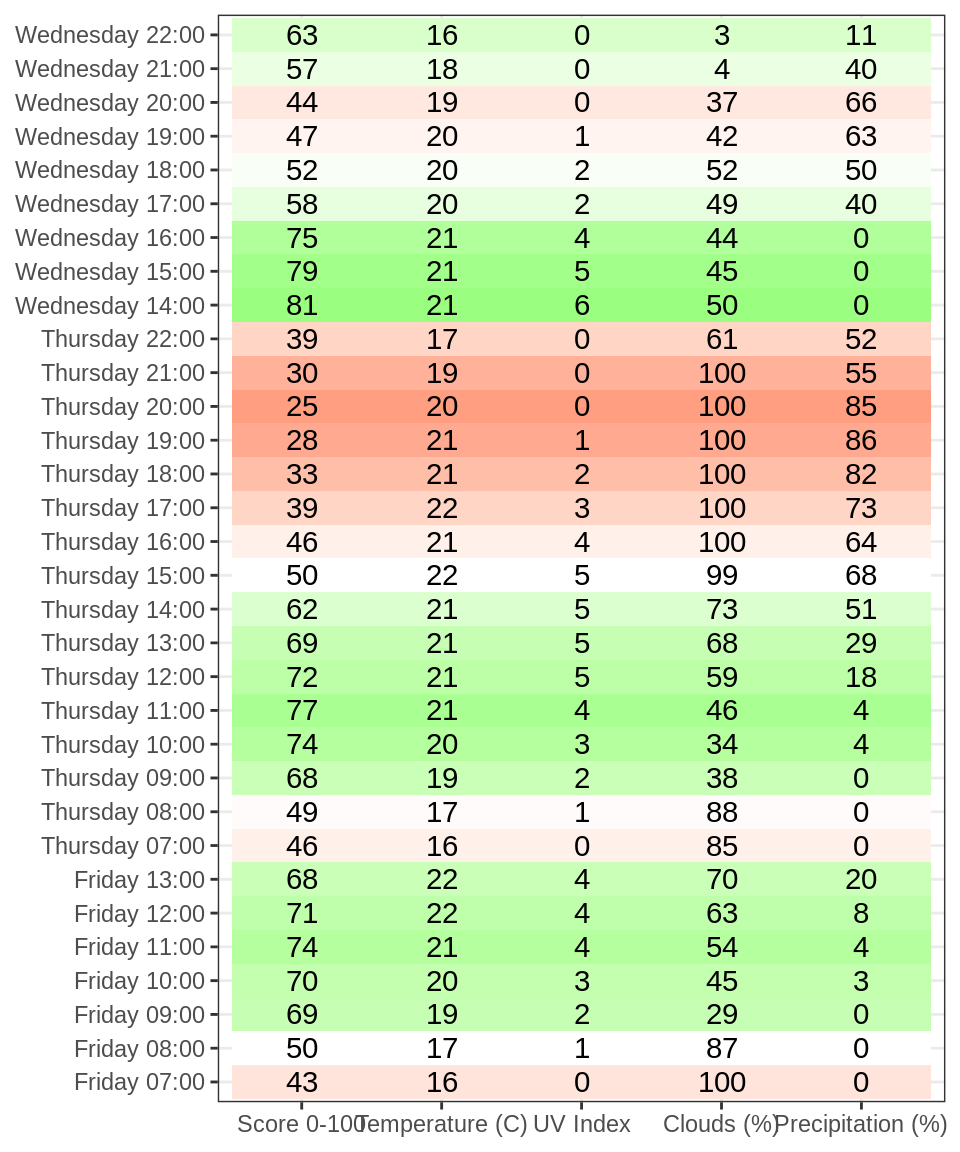 Wednesday 22:00 63 16 0 3 11
Wednesday 21:00 57 18 0 4 40
Wednesday 20:00 44 19 0 37 66
Wednesday 19:00 47 20 1 42 63
Wednesday 18:00 52 20 2 52 50
Wednesday 17:00 58 20 2 49 40
Wednesday 16:00 75 21 4 44 0
Wednesday 15:00 79 21 5 45 0
Wednesday 14:00 81 21 6 50 0
Thursday 22:00 39 17 0 61 52
Thursday 21:00 30 19 0 100 55
Thursday 20:00 25 20 0 100 85
Thursday 19:00 28 21 1 100 86
Thursday 18:00 33 21 2 100 82
Thursday 17:00 39 22 3 100 73
Thursday 16:00 46 21 4 100 64
Thursday 15:00 50 22 5 99 68
Thursday 14:00 62 21 5 73 51
Thursday 13:00 69 21 5 68 29
Thursday 12:00 72 21 5 59 18
Thursday 11:00 77 21 4 46 4
Thursday 10:00 74 20 3 34 4
Thursday 09:00 68 19 2 38 0
Thursday 08:00 49 17 1 88 0
Thursday 07:00 46 16 0 85 0
Friday 13:00 68 22 4 70 20
Friday 12:00 71 22 4 63 8
Friday 11:00 74 21 4 54 4
Friday 10:00 70 20 3 45 3
Friday 09:00 69 19 2 29 0
Friday 08:00 50 17 1 87 0
Friday 07:00 43 16 0 100 0
Score 0-100 Temperature (C) UV Index Clouds (%) Precipitation (%)